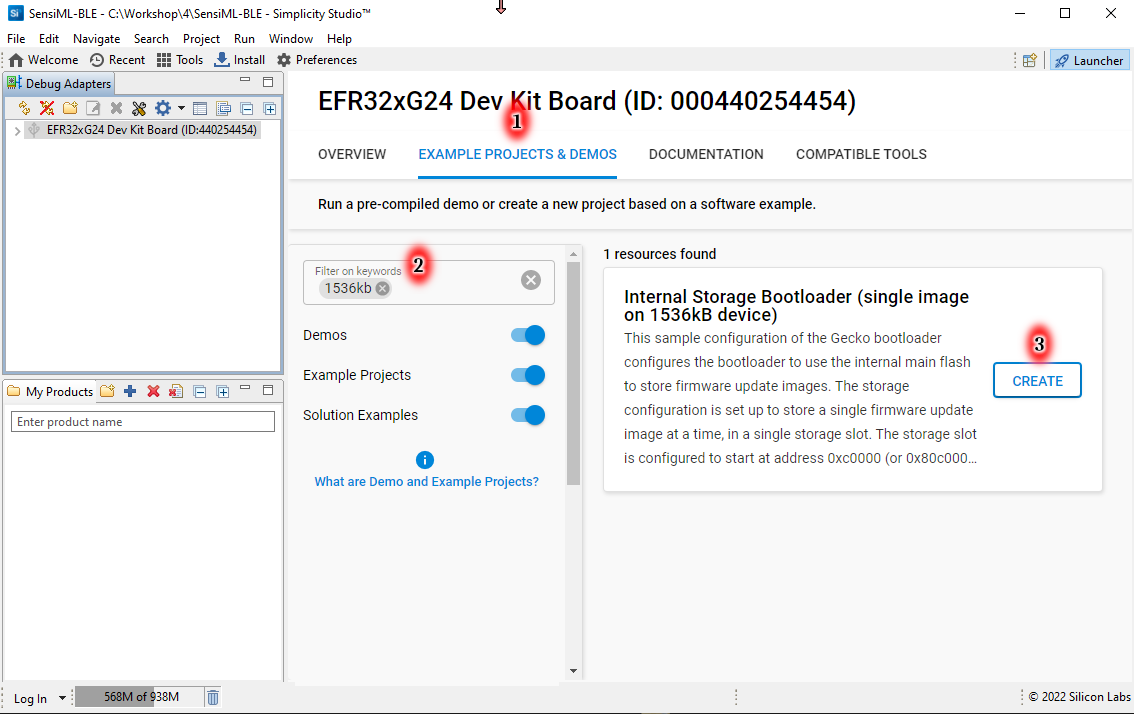 SensiML-BLE - C:\Workshop\4\SensiML-BLE - Simplicity Studio™
File Edit Navigate Search Project Run Window Help
Welcome Recent Tools Install Preferences
Launcher
Debug Adapters
EFR32xG24 Dev Kit Board (ID:440254454)
My Products
Enter product name
EFR32xG24 Dev Kit Board (ID: 000440254454)
1
OVERVIEW EXAMPLE PROJECTS & DEMOS DOCUMENTATION COMPATIBLE TOOLS
Run a pre-compiled demo or create a new project based on a software example.
Filter on keywords
2
1536kb
Demos
Example Projects
Solution Examples
What are Demo and Example Projects?
1 resources found
Internal Storage Bootloader (single image
on 1536kB device)
This sample configuration of the Gecko bootloader
configures the bootloader to use the internal main flash
to store firmware update images. The storage
configuration is set up to store a single firmware update
image at a time, in a single storage slot. The storage slot
is configured to start at address 0xc0000 (or 0x80c000...
3
CREATE
Log In
568M of 938M
© 2022 Silicon Labs